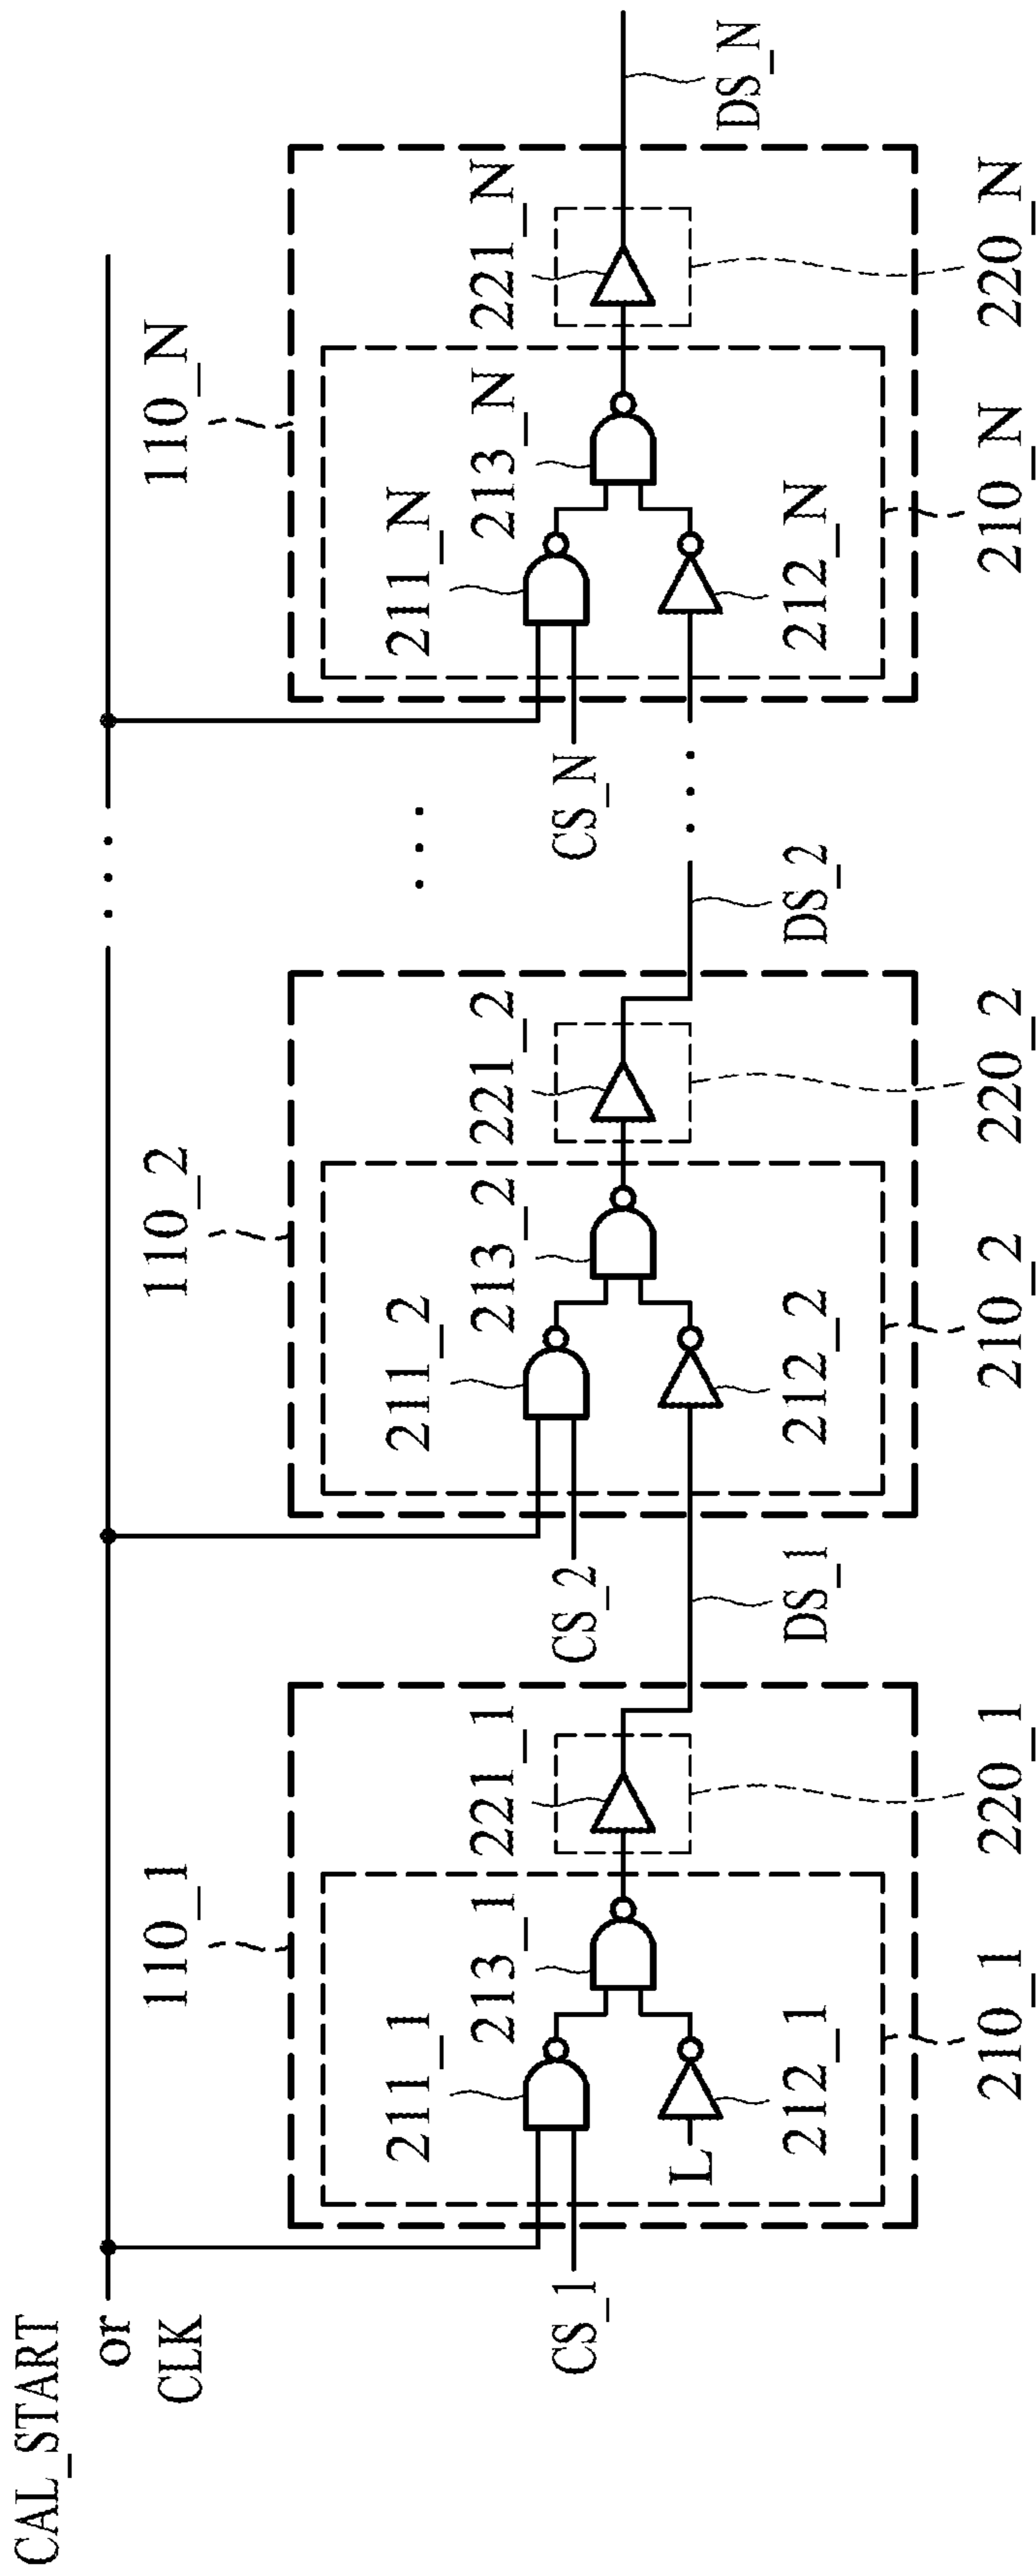 CAL_START
or
CLK
110_1
110_2
110_N
211_1
213_1
221_1
211_2
213_2
221_2
211_N
213_N
221_N
CS_1
CS_2
CS_N
L
212_1
DS_1
212_2
DS_2
212_N
DS_N
210_1
220_1
210_2
220_2
210_N
220_N